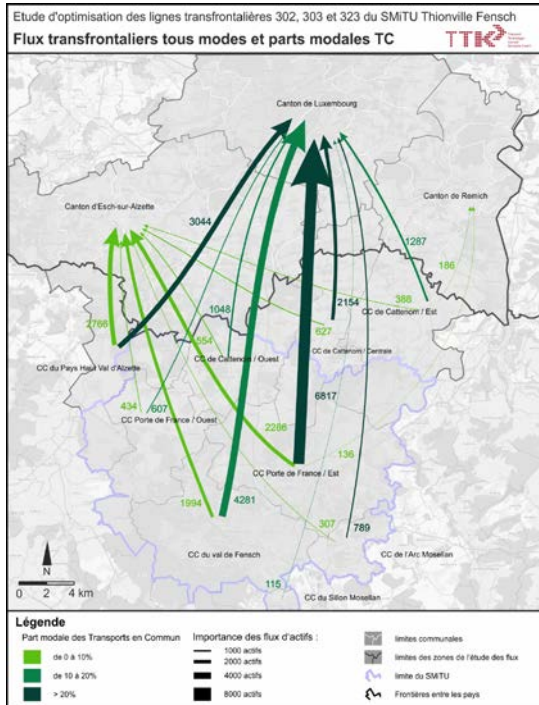 Etude d'optimisation des lignes transfrontalières 302, 303 et 323 du SMiTU Thionville Fensch
Flux transfrontaliers tous modes et parts modales TC
TTK
Canton de Luxembourg
Canton d'Esch-sur-Alzette
Canton de Remich
3044
1287
186
2766
1048
554
627
2154
388
CC de Cattenom / Est
CC de Cattenom / Ouest
CC de Cattenom / Centrale
CC du Pays Haut Val d'Alzette
434
607
CC Porte de France / Ouest
6817
2286
136
CC Porte de France / Est
1994
4281
307
789
CC du val de Fensch
CC de l'Arc Mosellan
115
CC du Sillon Mosellan
N
0 2 4 km
Légende
Part modale des Transports en Commun
de 0 à 10%
de 10 à 20%
> 20%
Importance des flux d'actifs :
1000 actifs
2000 actifs
4000 actifs
8000 actifs
limites communales
limites des zones de l'étude des flux
limite du SMiTU
Frontières entre les pays